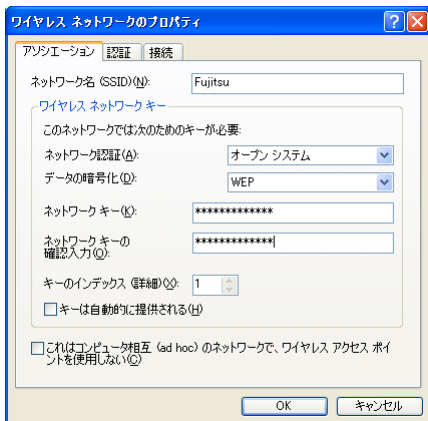 ワイヤレス ネットワークのプロパティ
アソシエーション 認証 接続
ネットワーク名 (SSID)(N): Fujitsu
ワイヤレス ネットワーク キー
このネットワークでは次のためのキーが必要:
ネットワーク認証(A): オープン システム
データの暗号化(D): WEP
ネットワーク キー(K): *************
ネットワーク キーの
確認入力(O): *************
キーのインデックス (詳細)(X): 1
キーは自動的に提供される(H)
これはコンピュータ相互 (ad hoc) のネットワークで、ワイヤレス アクセス ポイ
ントを使用しない(C)
OK キャンセル